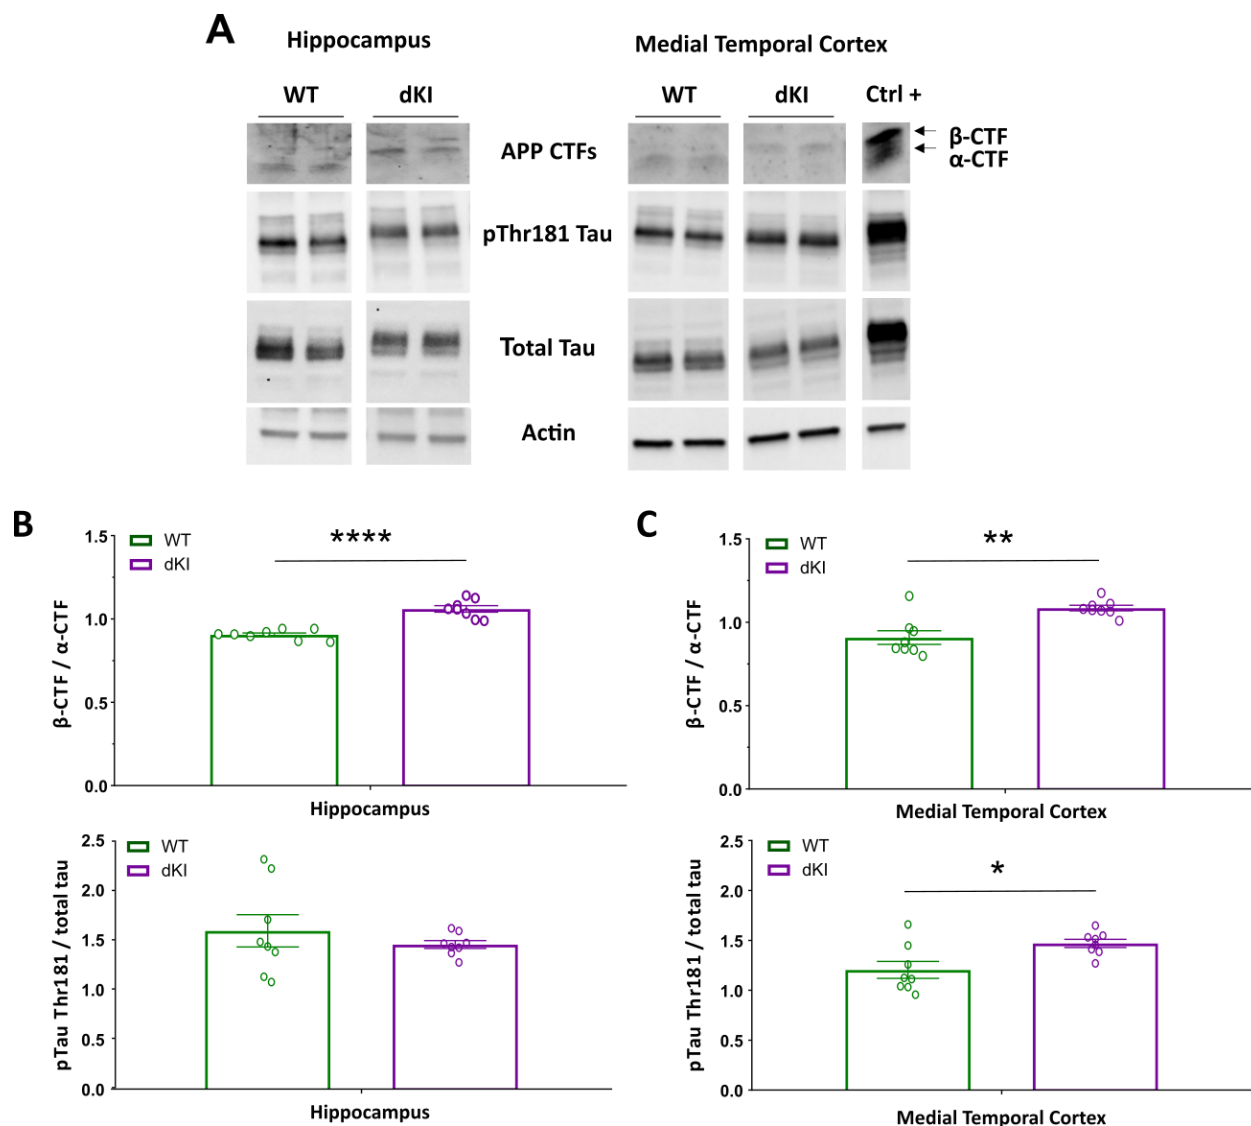 A
Hippocampus
Medial Temporal Cortex
WT
dKI
WT
dKI
Ctrl +
APP CTFs
β-CTF
α-CTF
pThr181 Tau
Total Tau
Actin
B
WT
dKI
****
1.5
1.0
0.5
0.0
β-CTF / α-CTF
Hippocampus
C
WT
dKI
**
1.5
1.0
0.5
0.0
β-CTF / α-CTF
Medial Temporal Cortex
WT
dKI
2.5
2.0
1.5
1.0
0.5
0.0
pTau Thr181 / total tau
Hippocampus
WT
dKI
*
2.5
2.0
1.5
1.0
0.5
0.0
pTau Thr181 / total tau
Medial Temporal Cortex